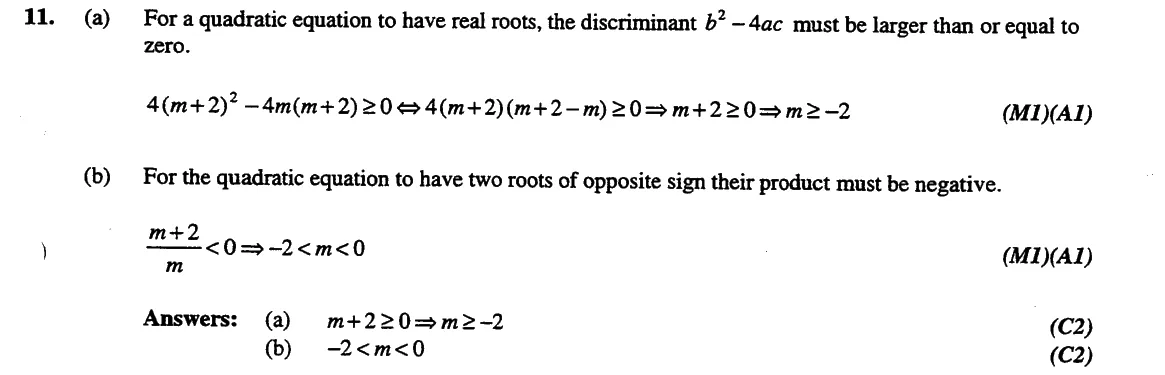 11. (a) For a quadratic equation to have real roots, the discriminant b² – 4ac must be larger than or equal to
zero.
4(m+2)² – 4m(m+2) ≥ 0 ⇔ 4(m+2)(m+2–m) ≥ 0 ⇒ m+2 ≥ 0 ⇒ m ≥ –2 (M1)(A1)
(b) For the quadratic equation to have two roots of opposite sign their product must be negative.
(m+2)/m < 0 ⇒ –2 < m < 0 (M1)(A1)
Answers: (a) m+2 ≥ 0 ⇒ m ≥ –2 (C2)
(b) –2 < m < 0 (C2)